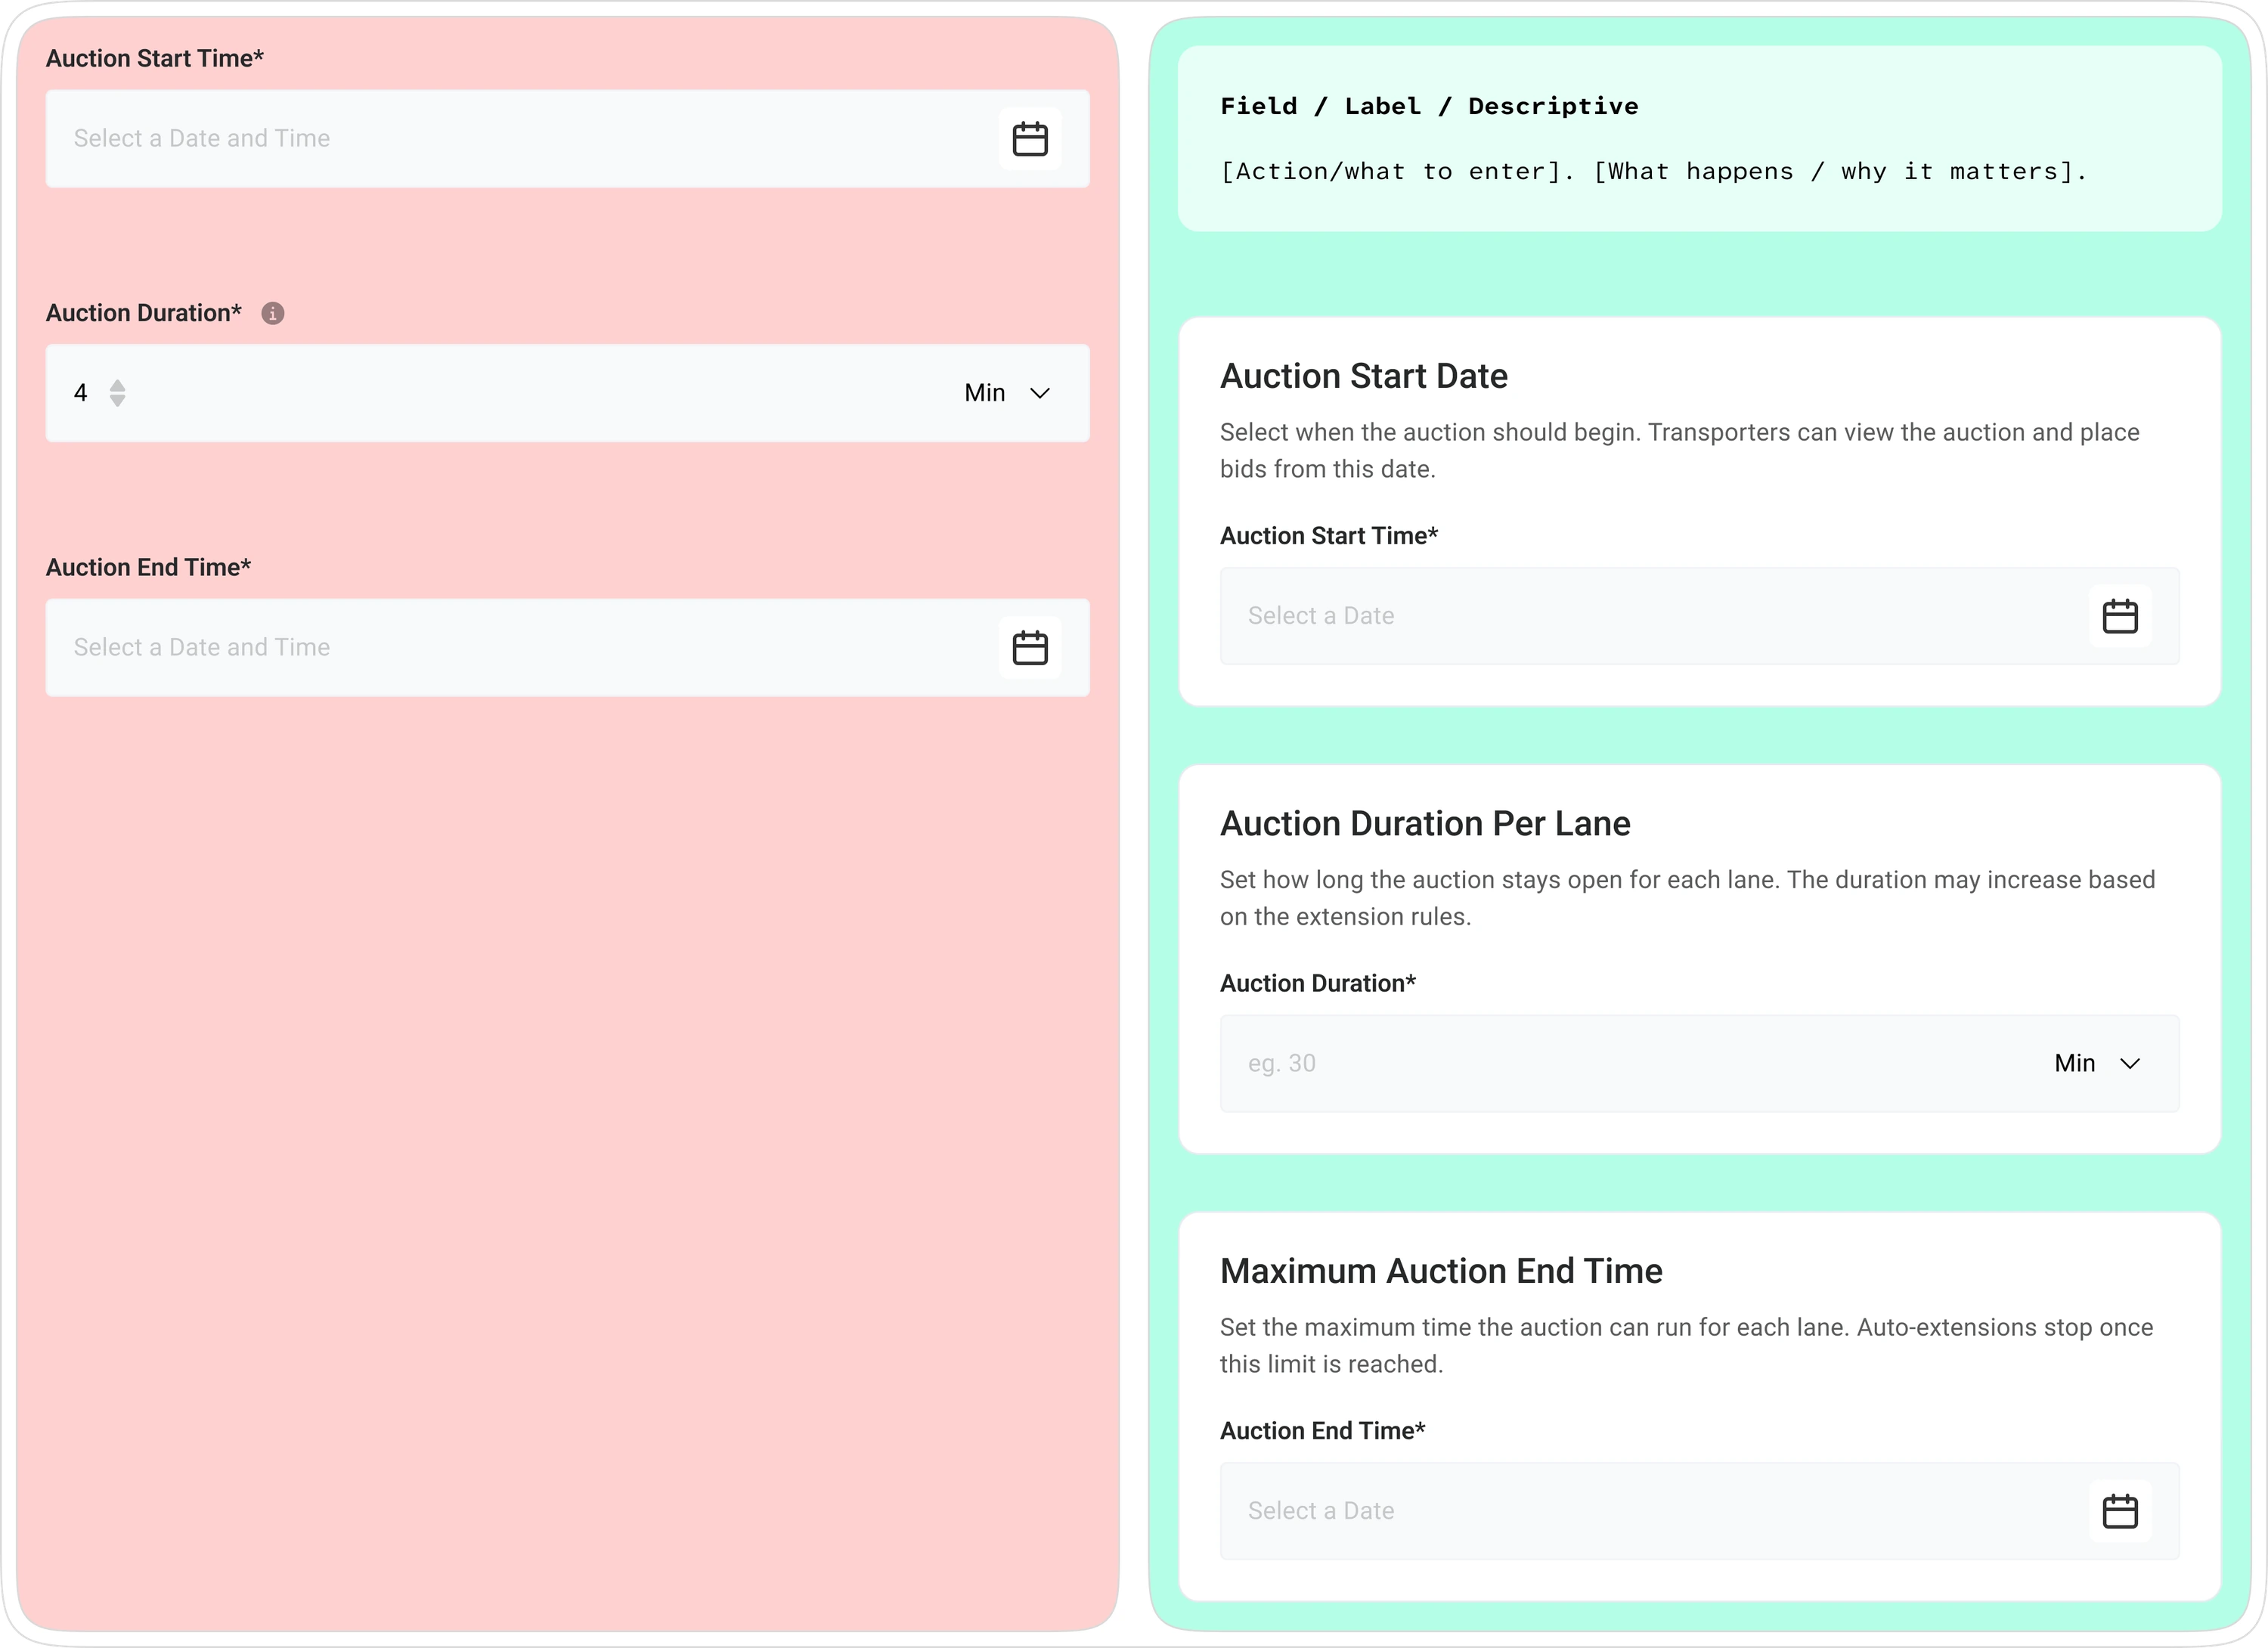 Auction Start Time*
Select a Date and Time
Auction Duration*
4
Min
Auction End Time*
Select a Date and Time
Field / Label / Descriptive
[Action/what to enter]. [What happens / why it matters].
Auction Start Date
Select when the auction should begin. Transporters can view the auction and place
bids from this date.
Auction Start Time*
Select a Date
Auction Duration Per Lane
Set how long the auction stays open for each lane. The duration may increase based
on the extension rules.
Auction Duration*
eg. 30
Min
Maximum Auction End Time
Set the maximum time the auction can run for each lane. Auto-extensions stop once
this limit is reached.
Auction End Time*
Select a Date